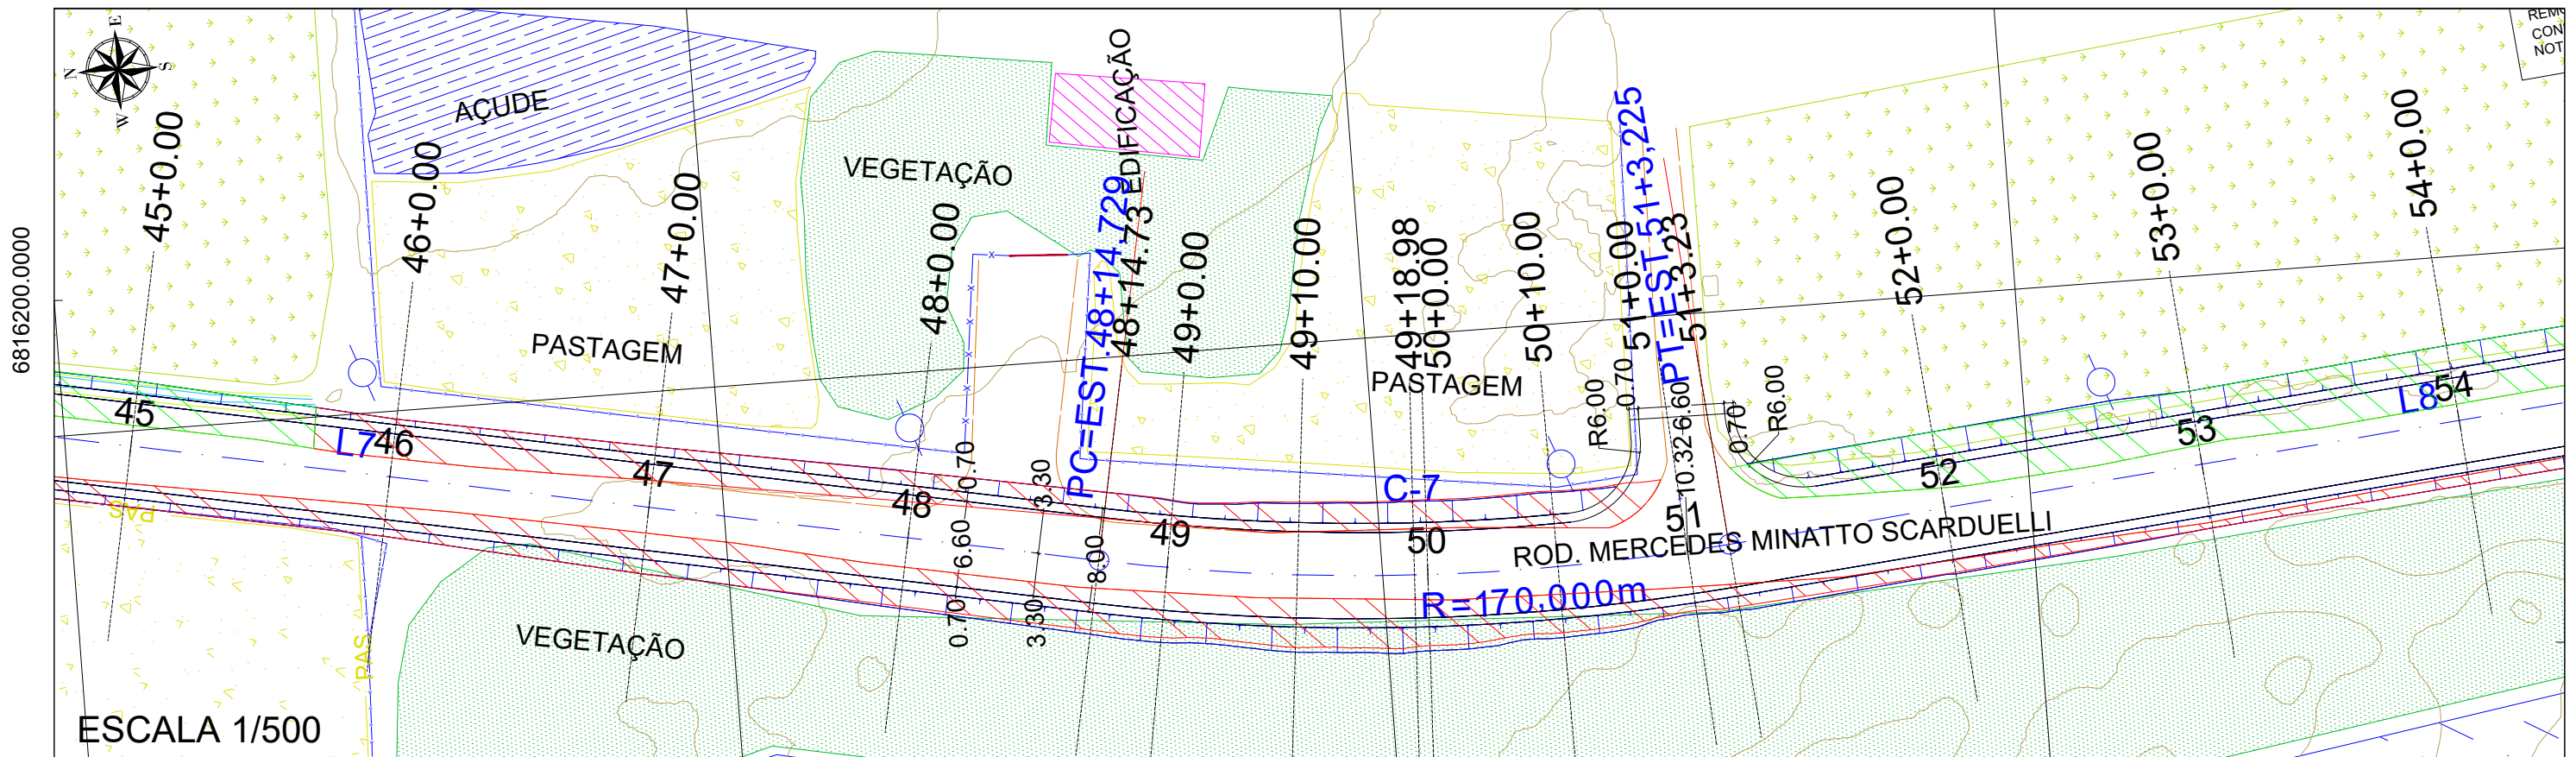 E
N
S
W
REMO
CON
NOT
6816200.0000
AÇUDE
EDIFICAÇÃO
VEGETAÇÃO
45+0.00
46+0.00
47+0.00
48+0.00
PC=EST.48+14,729
48+14.73
49+0.00
49+10.00
49+18.98
50+0.00
50+10.00
51+0.00
PT=EST.51+3,225
51+3.23
52+0.00
53+0.00
54+0.00
PASTAGEM
PASTAGEM
R6.00
0.70
6.60
10.32
0.70
R6.00
45
L7
46
47
48
49
C-7
50
51
52
53
L8
54
0.70
6.60
0.70
3.30
3.30
8.00
ROD. MERCEDES MINATTO SCARDUELLI
R=170,000m
PAS
PAS
VEGETAÇÃO
ESCALA 1/500